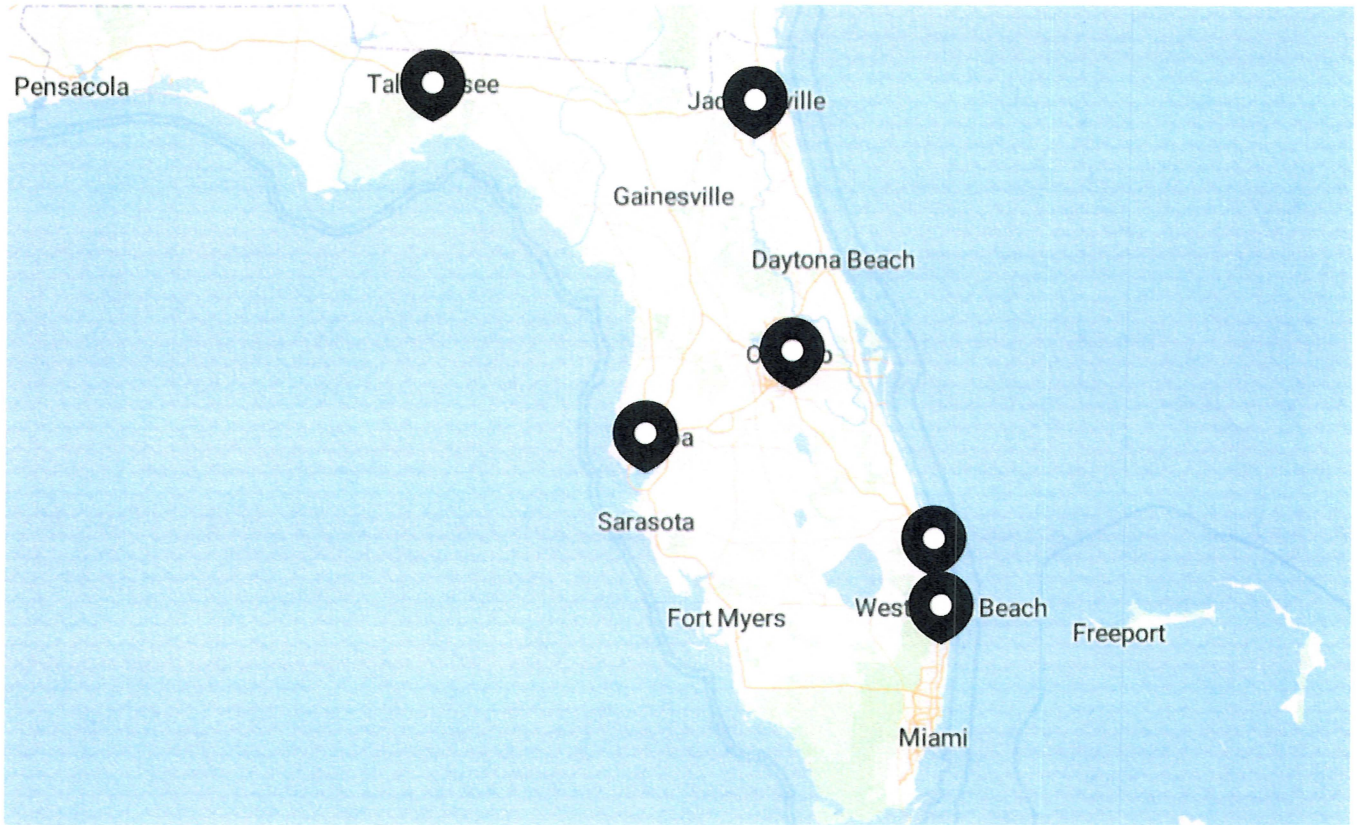 Pensacola
Tal see
Jac ville
Gainesville
Daytona Beach
O o
a
Sarasota
West Beach
Fort Myers
Freeport
Miami